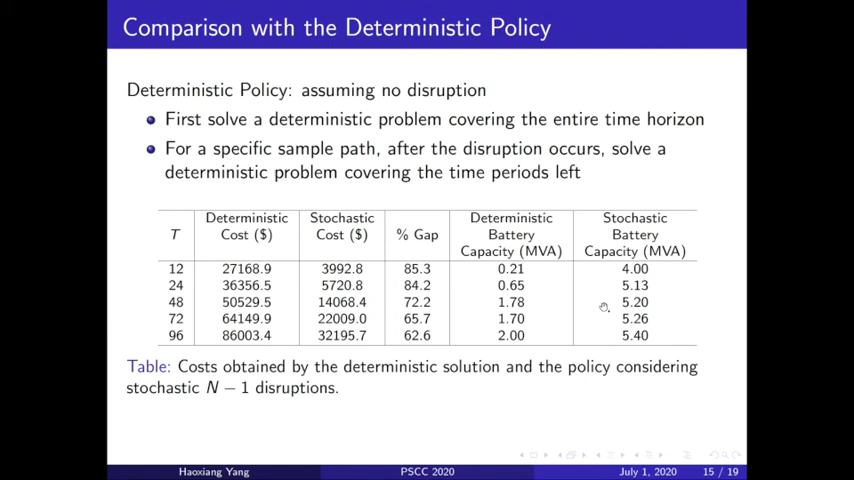 Comparison with the Deterministic Policy
Deterministic Policy: assuming no disruption
First solve a deterministic problem covering the entire time horizon
For a specific sample path, after the disruption occurs, solve a
deterministic problem covering the time periods left
T Deterministic Cost ($) Stochastic Cost ($) % Gap Deterministic Battery Capacity (MVA) Stochastic Battery Capacity (MVA)
12 27168.9 3992.8 85.3 0.21 4.00
24 36356.5 5720.8 84.2 0.65 5.13
48 50529.5 14068.4 72.2 1.78 5.20
72 64149.9 22009.0 65.7 1.70 5.26
96 86003.4 32195.7 62.6 2.00 5.40
Table: Costs obtained by the deterministic solution and the policy considering
stochastic N − 1 disruptions.
Haoxiang Yang PSCC 2020 July 1, 2020 15 / 19